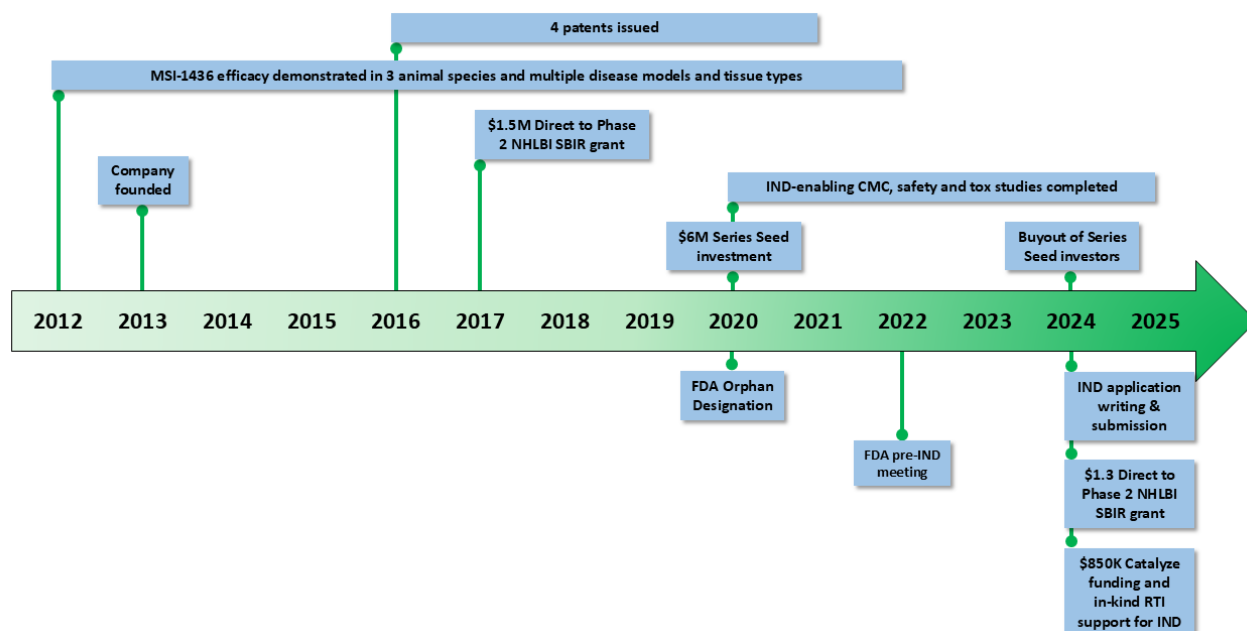 4 patents issued
MSI-1436 efficacy demonstrated in 3 animal species and multiple disease models and tissue types
$1.5M Direct to Phase
2 NHLBI SBIR grant
Company
founded
IND-enabling CMC, safety and tox studies completed
$6M Series Seed
investment
Buyout of Series
Seed investors
2012 2013 2014 2015 2016 2017 2018 2019 2020 2021 2022 2023 2024 2025
FDA Orphan
Designation
FDA pre-IND
meeting
IND application
writing &
submission
$1.3 Direct to
Phase 2 NHLBI
SBIR grant
$850K Catalyze
funding and
in-kind RTI
support for IND